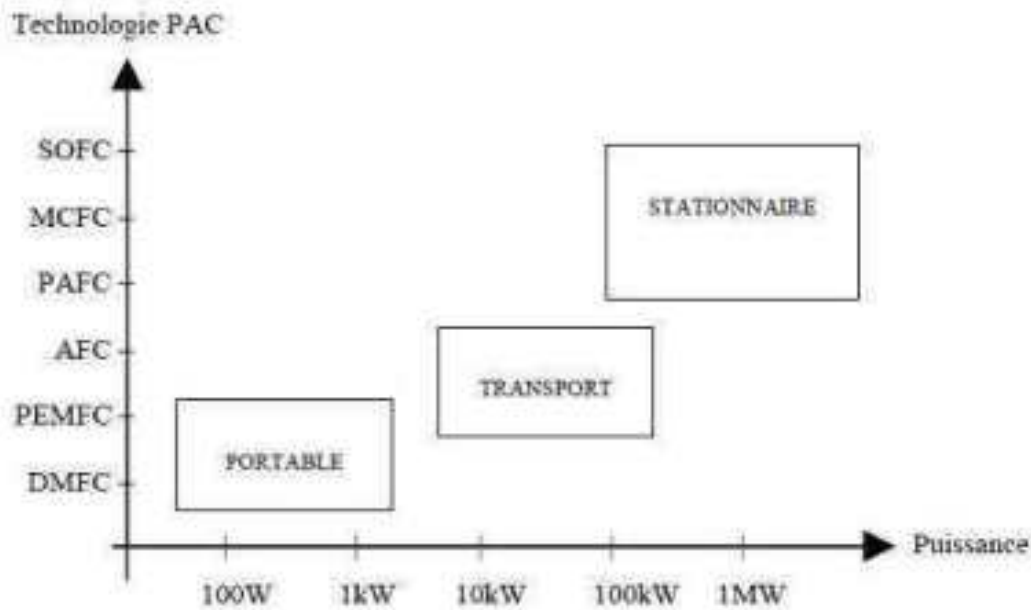 Technologie PAC
SOFC
MCFC
STATIONNAIRE
PAFC
AFC
TRANSPORT
PEMFC
PORTABLE
DMFC
Puissance
100W
1kW
10kW
100kW
1MW